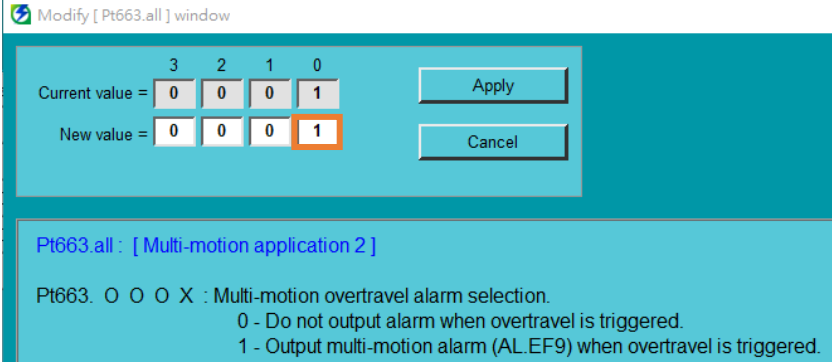 Modify [ Pt663.all ] window
3 2 1 0
Current value = 0 0 0 1 Apply
New value = 0 0 0 1 Cancel
Pt663.all : [ Multi-motion application 2 ]
Pt663. O O O X : Multi-motion overtravel alarm selection.
0 - Do not output alarm when overtravel is triggered.
1 - Output multi-motion alarm (AL.EF9) when overtravel is triggered.